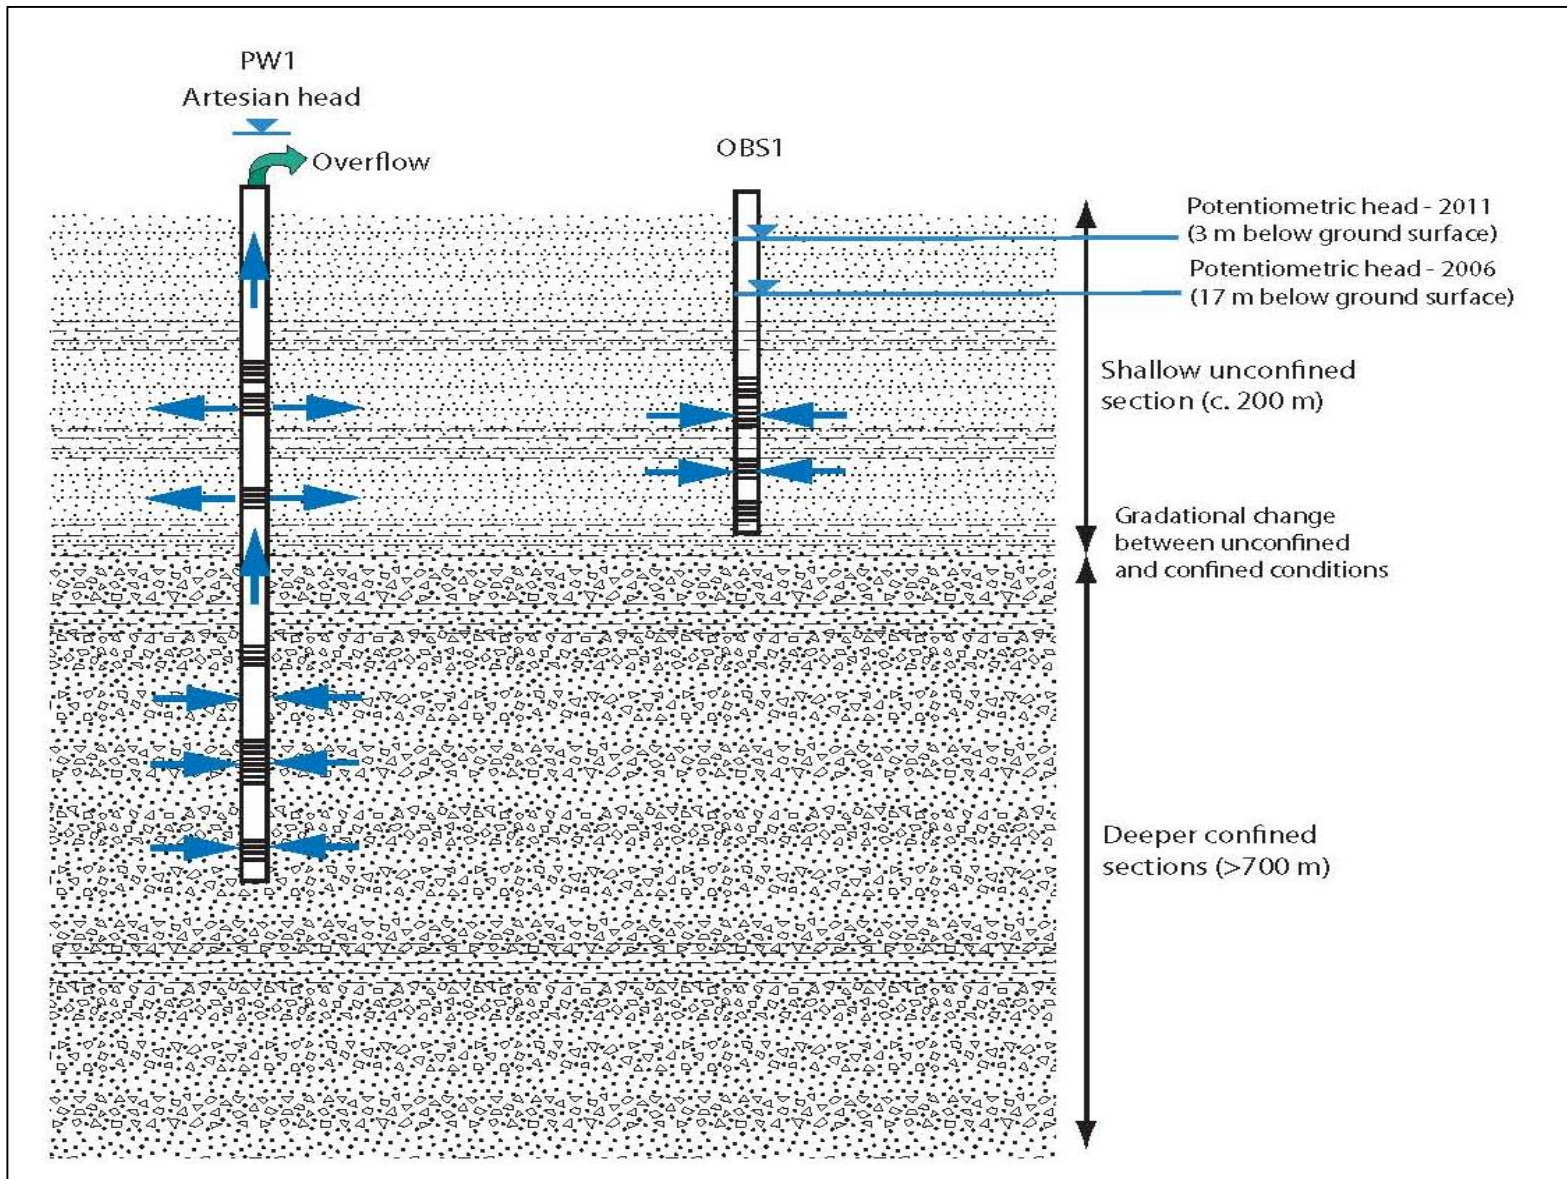 PW1
Artesian head
Overflow
OBS1
Potentiometric head - 2011
(3 m below ground surface)
Potentiometric head - 2006
(17 m below ground surface)
Shallow unconfined
section (c. 200 m)
Gradational change
between unconfined
and confined conditions
Deeper confined
sections (>700 m)